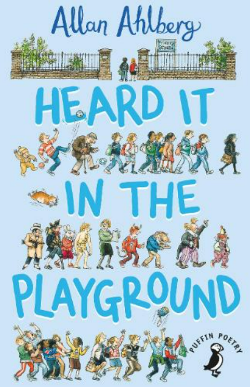 Allan Ahlberg
HEARD IT
IN THE
PLAYGROUND
PUFFIN POETRY